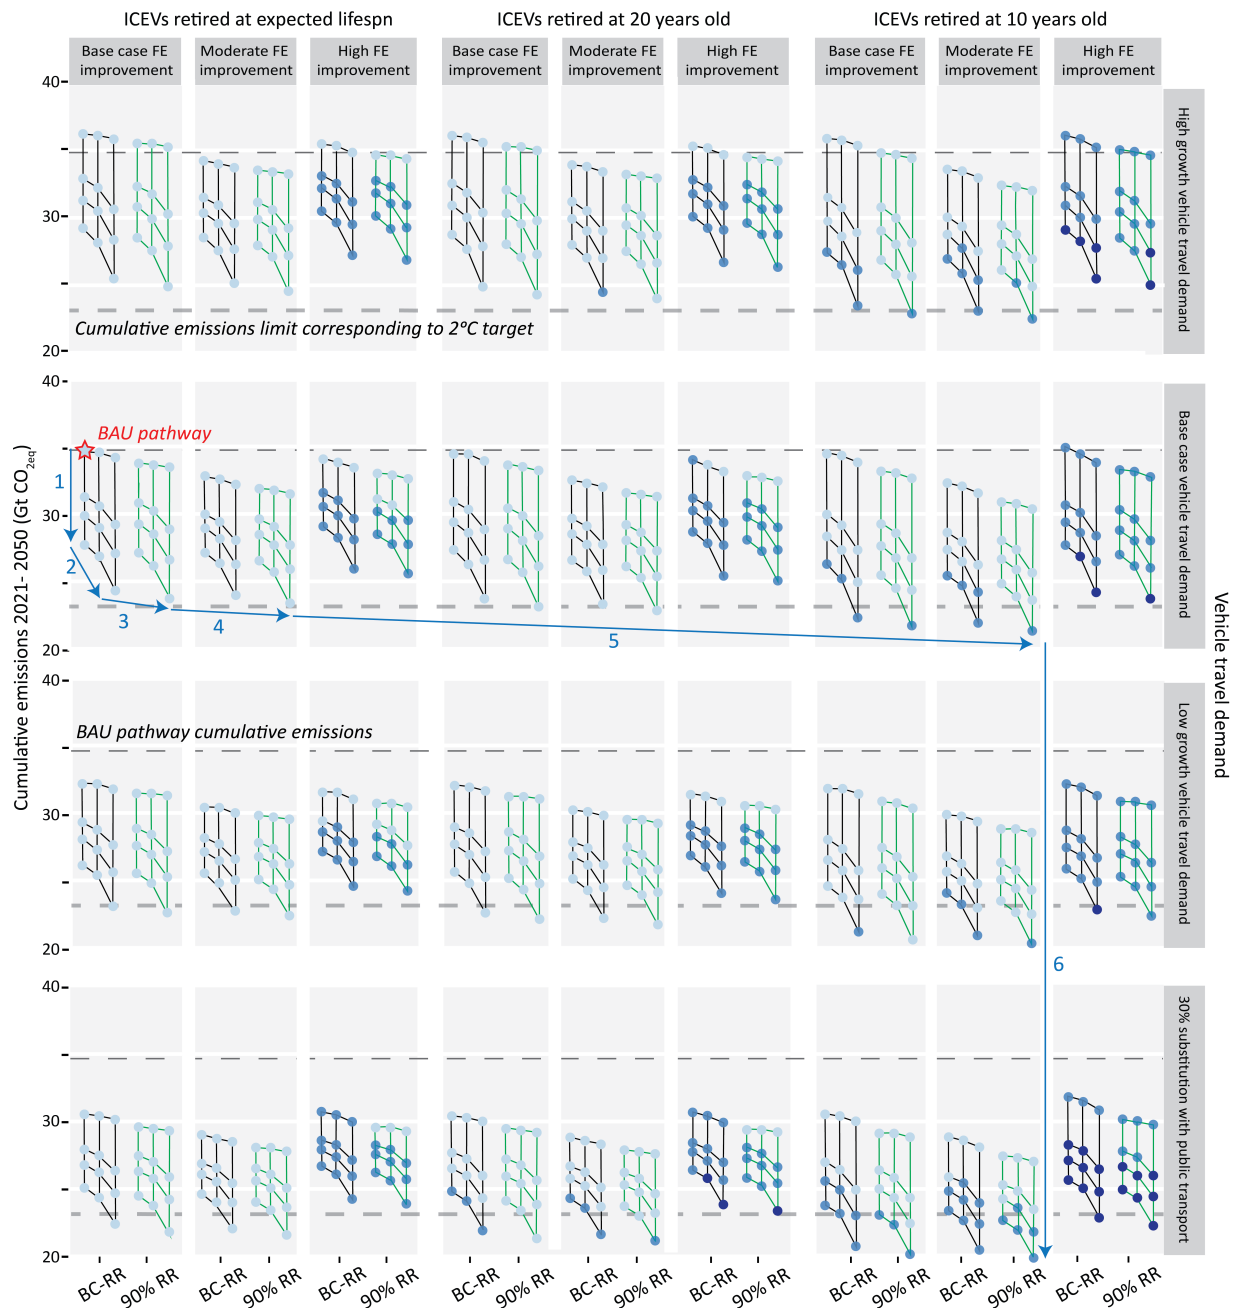 ICEVs retired at expected lifespn
ICEVs retired at 20 years old
ICEVs retired at 10 years old
Base case FE
improvement
Moderate FE
improvement
High FE
improvement
Base case FE
improvement
Moderate FE
improvement
High FE
improvement
Base case FE
improvement
Moderate FE
improvement
High FE
improvement
40
30
20
Cumulative emissions limit corresponding to 2°C target
High growth vehicle travel demand
40
30
20
BAU pathway
1
2
3
4
5
Base case vehicle travel demand
Cumulative emissions 2021- 2050 (Gt CO2eq)
Vehicle travel demand
40
30
20
BAU pathway cumulative emissions
Low growth vehicle travel demand
6
40
30
20
30% substitution with public transport
BC-RR
90% RR
BC-RR
90% RR
BC-RR
90% RR
BC-RR
90% RR
BC-RR
90% RR
BC-RR
90% RR
BC-RR
90% RR
BC-RR
90% RR
BC-RR
90% RR